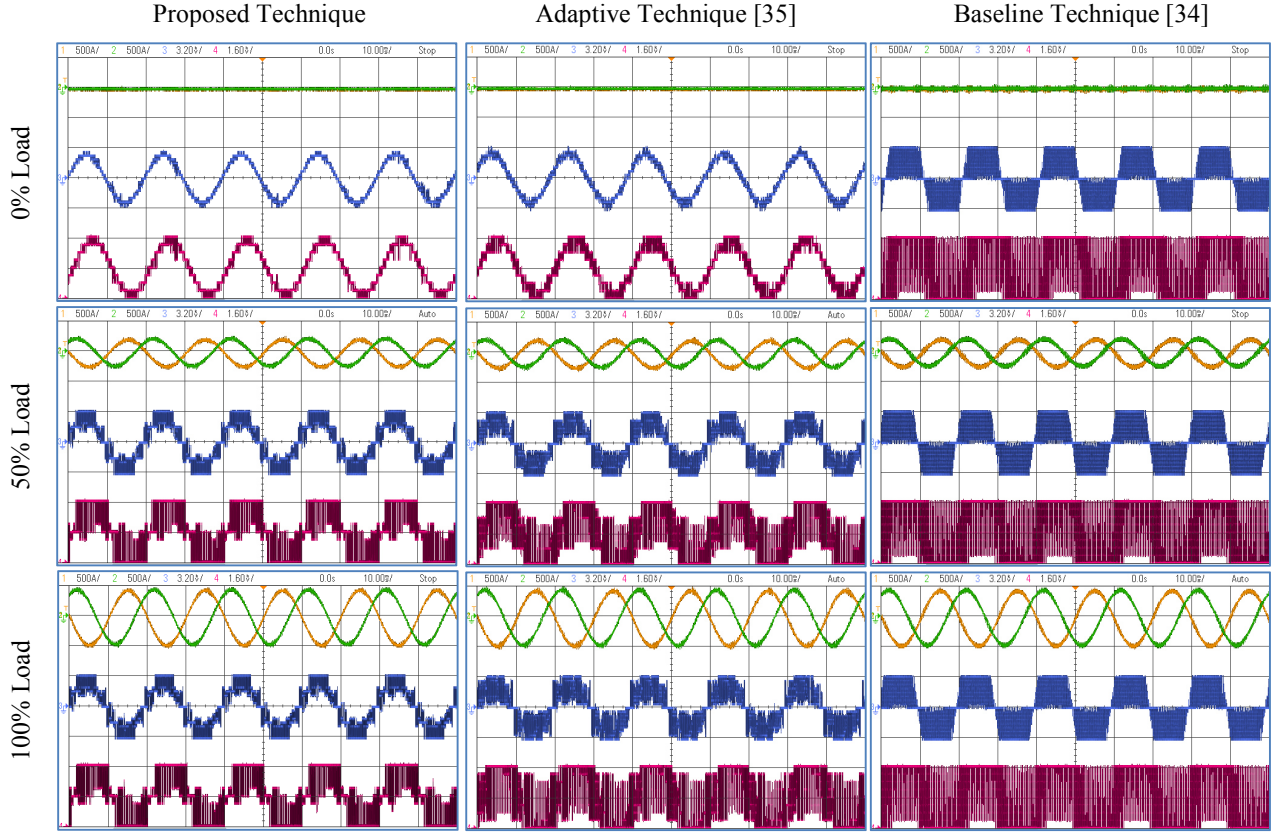 Proposed Technique Adaptive Technique [35] Baseline Technique [34]
0% Load
1 500A/ 2 500A/ 3 3.20 / 4 1.60 / 0.0s 10.00 / Stop
1 500A/ 2 500A/ 3 3.20 / 4 1.60 / 0.0s 10.00 / Stop
1 500A/ 2 500A/ 3 3.20 / 4 1.60 / 0.0s 10.00 / Stop
50% Load
1 500A/ 2 500A/ 3 3.20 / 4 1.60 / 0.0s 10.00 / Auto
1 500A/ 2 500A/ 3 3.20 / 4 1.60 / 0.0s 10.00 / Auto
1 500A/ 2 500A/ 3 3.20 / 4 1.60 / 0.0s 10.00 / Stop
100% Load
1 500A/ 2 500A/ 3 3.20 / 4 1.60 / 0.0s 10.00 / Stop
1 500A/ 2 500A/ 3 3.20 / 4 1.60 / 0.0s 10.00 / Auto
1 500A/ 2 500A/ 3 3.20 / 4 1.60 / 0.0s 10.00 / Auto